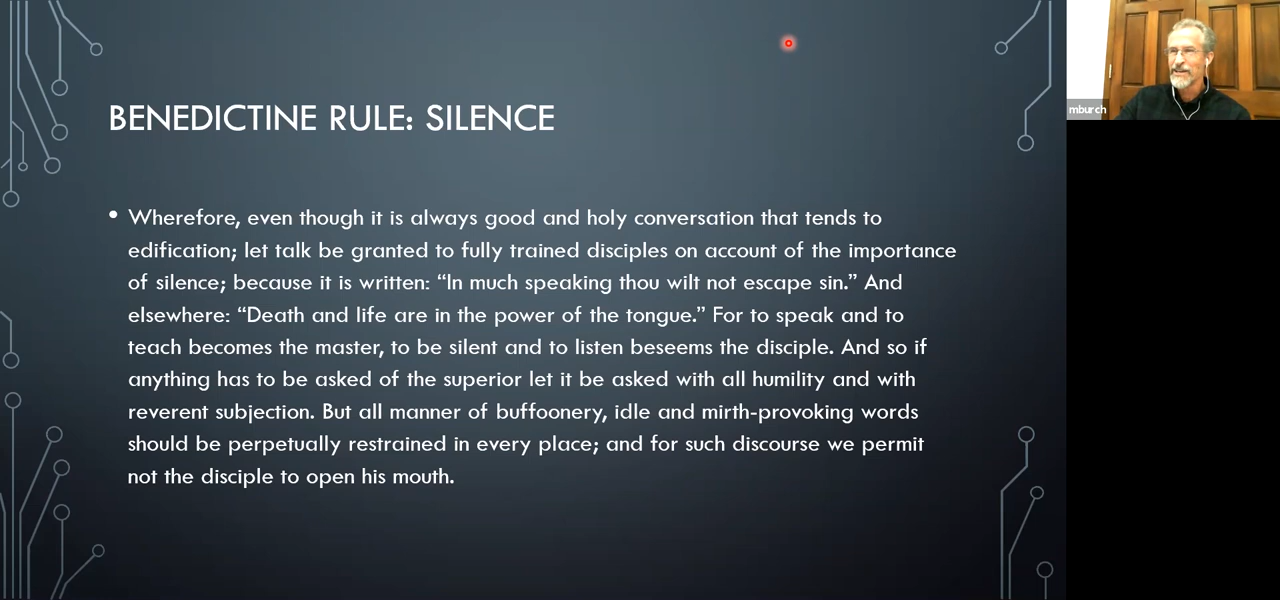 BENEDICTINE RULE: SILENCE
• Wherefore, even though it is always good and holy conversation that tends to
edification; let talk be granted to fully trained disciples on account of the importance
of silence; because it is written: “In much speaking thou wilt not escape sin.” And
elsewhere: “Death and life are in the power of the tongue.” For to speak and to
teach becomes the master, to be silent and to listen beseems the disciple. And so if
anything has to be asked of the superior let it be asked with all humility and with
reverent subjection. But all manner of buffoonery, idle and mirth-provoking words
should be perpetually restrained in every place; and for such discourse we permit
not the disciple to open his mouth.
mburch